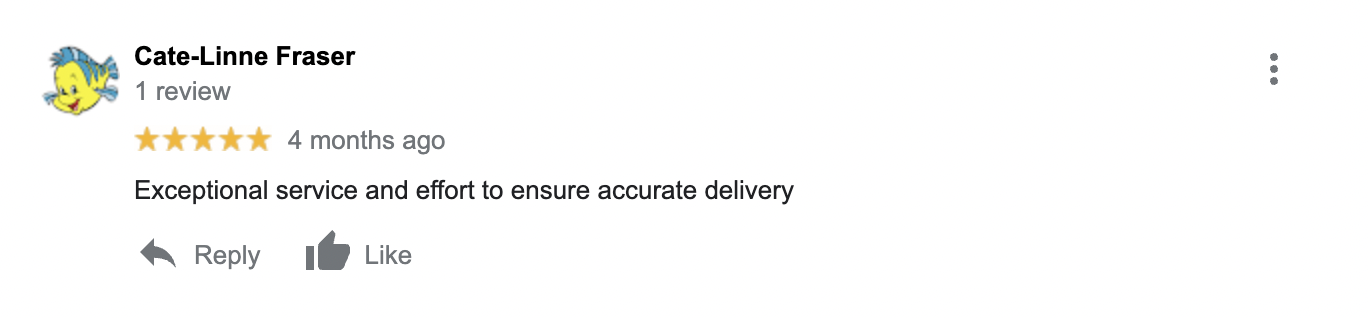 Cate-Linne Fraser
1 review
4 months ago
Exceptional service and effort to ensure accurate delivery
Reply Like